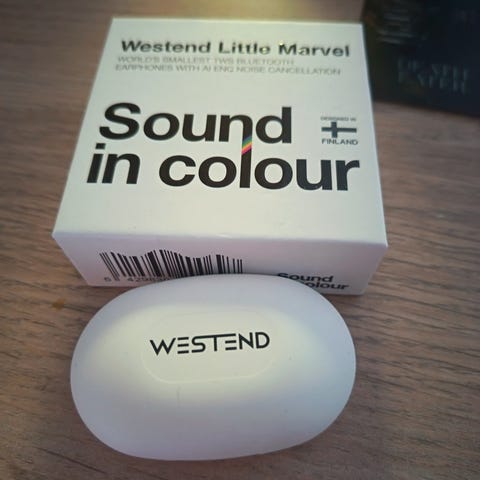 Westend Little Marvel
WORLD'S SMALLEST TWS BLUETOOTH
EARPHONES WITH AI ENQ NOISE CANCELLATION
Sound
in colour
DESIGNED IN
FINLAND
Sound
colour
WESTEND